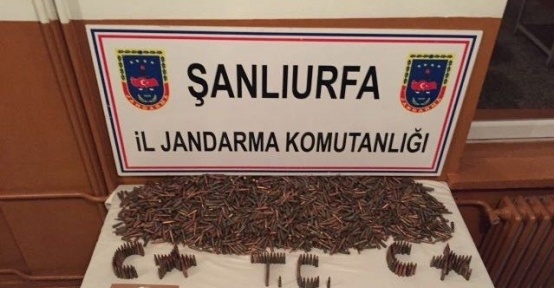 ŞANLIURFA
İL JANDARMA KOMUTANLIĞI
T C